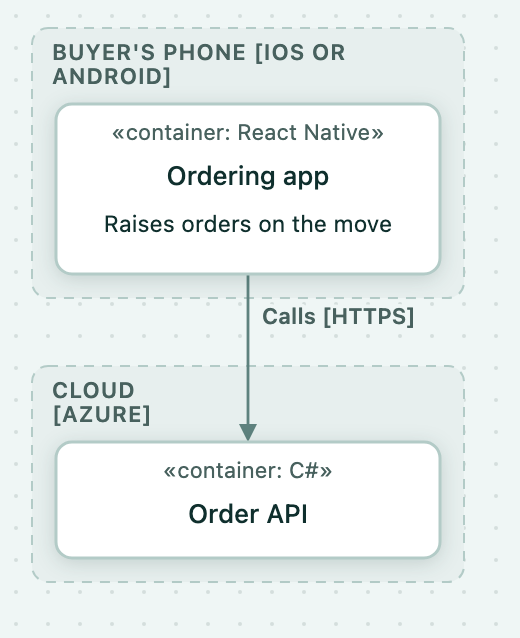 BUYER'S PHONE [IOS OR
ANDROID]
«container: React Native»
Ordering app
Raises orders on the move
Calls [HTTPS]
CLOUD
[AZURE]
«container: C#»
Order API